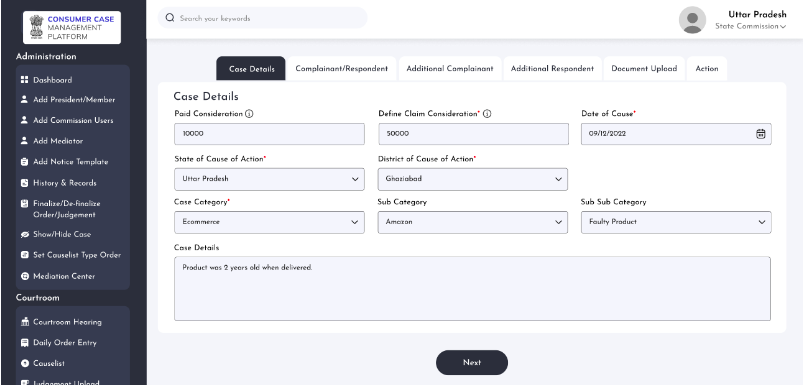 CONSUMER CASE
MANAGEMENT
PLATFORM
Administration
Dashboard
Add President/Member
Add Commission Users
Add Mediator
Add Notice Template
History & Records
Finalize/De-finalize
Order/Judgement
Show/Hide Case
Set Causelist Type Order
Mediation Center
Courtroom
Courtroom Hearing
Daily Order Entry
Causelist
Judgement Upload
Search your keywords
Uttar Pradesh
State Commission
Case Details Complainant/Respondent Additional Complainant Additional Respondent Document Upload Action
Case Details
Paid Consideration Define Claim Consideration* Date of Cause*
10000 50000 09/12/2022
State of Cause of Action* District of Cause of Action*
Uttar Pradesh Ghaziabad
Case Category* Sub Category Sub Sub Category
Ecommerce Amazon Faulty Product
Case Details
Product was 2 years old when delivered.
Next